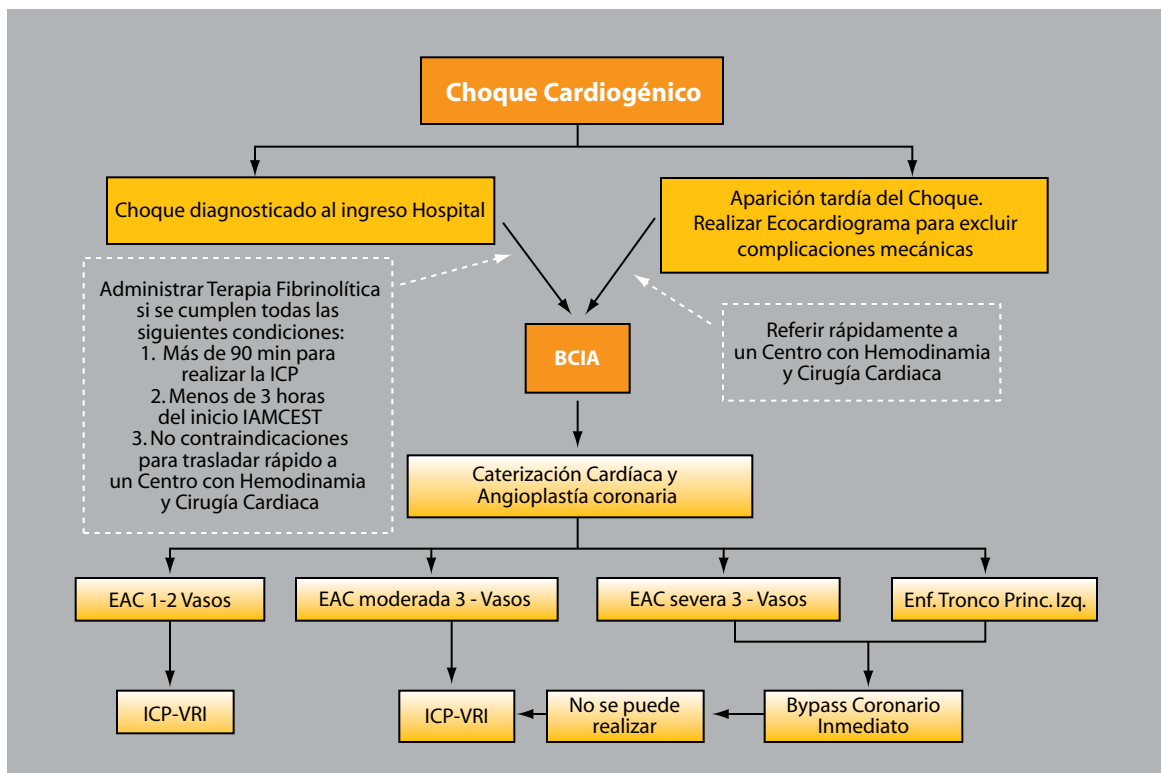 Choque Cardiogénico
Choque diagnosticado al ingreso Hospital
Aparición tardía del Choque.
Realizar Ecocardiograma para excluir
complicaciones mecánicas
Administrar Terapia Fibrinolítica
si se cumplen todas las
siguientes condiciones:
1. Más de 90 min para
realizar la ICP
2. Menos de 3 horas
del inicio IAMCEST
3. No contraindicaciones
para trasladar rápido a
un Centro con Hemodinamia
y Cirugía Cardiaca
BCIA
Referir rápidamente a
un Centro con Hemodinamia
y Cirugía Cardiaca
Caterización Cardíaca y
Angioplastía coronaria
EAC 1-2 Vasos
EAC moderada 3 - Vasos
EAC severa 3 - Vasos
Enf. Tronco Princ. Izq.
ICP-VRI
ICP-VRI
No se puede
realizar
Bypass Coronario
Inmediato